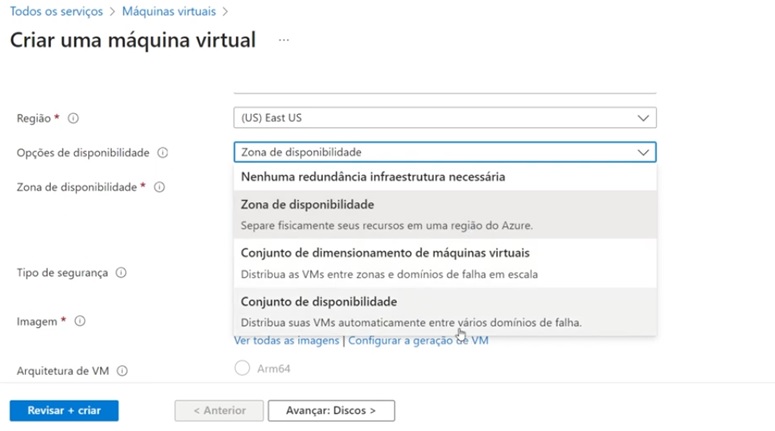 Todos os serviços > Máquinas virtuais >
Criar uma máquina virtual ...
Região *
(US) East US
Opções de disponibilidade
Zona de disponibilidade
Nenhuma redundância infraestrutura necessária
Zona de disponibilidade *
Zona de disponibilidade
Separe fisicamente seus recursos em uma região do Azure.
Conjunto de dimensionamento de máquinas virtuais
Tipo de segurança
Distribua as VMs entre zonas e domínios de falha em escala
Conjunto de disponibilidade
Imagem *
Distribua suas VMs automaticamente entre vários domínios de falha.
Ver todas as imagens | Configurar a geração de VM
Arquitetura de VM
Arm64
Revisar + criar
< Anterior
Avançar: Discos >